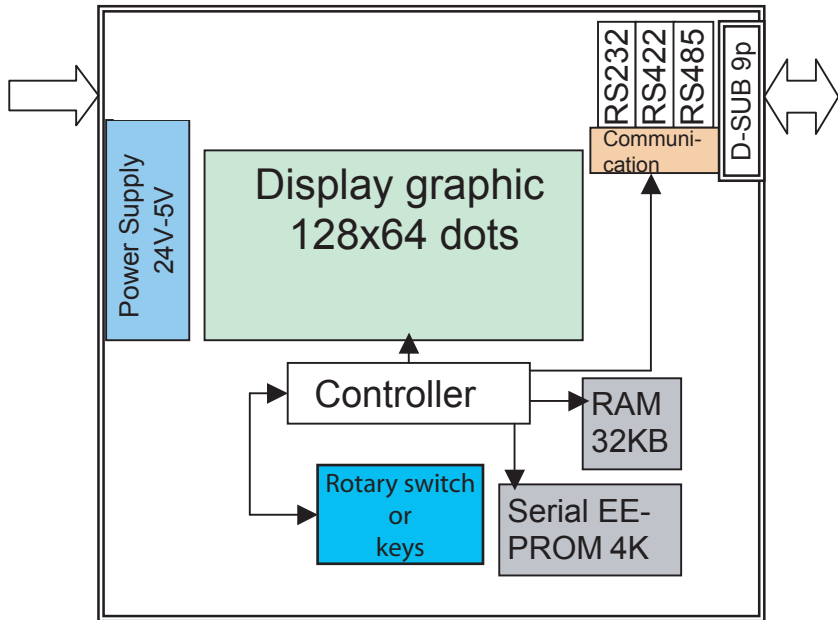 RS232
RS422
RS485
D-SUB 9p
Communi-
cation
Power Supply
24V-5V
Display graphic
128x64 dots
Controller
RAM
32KB
Rotary switch
or
keys
Serial EE-
PROM 4K